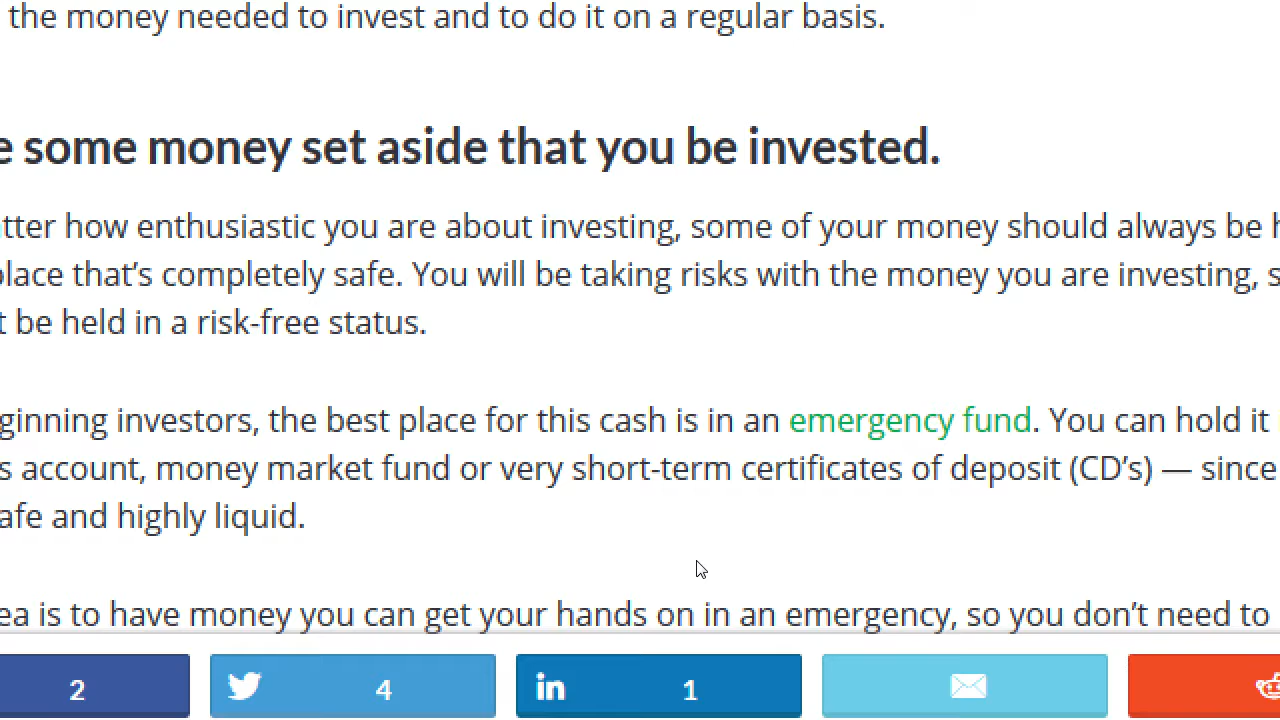 the money needed to invest and to do it on a regular basis.
some money set aside that you be invested.
how enthusiastic you are about investing, some of your money should always be
that's completely safe. You will be taking risks with the money you are investing,
be held in a risk-free status.
investors, the best place for this cash is in an emergency fund. You can hold it
account, money market fund or very short-term certificates of deposit (CD's) — since
and highly liquid.
is to have money you can get your hands on in an emergency, so you don't need to
2
4
in 1